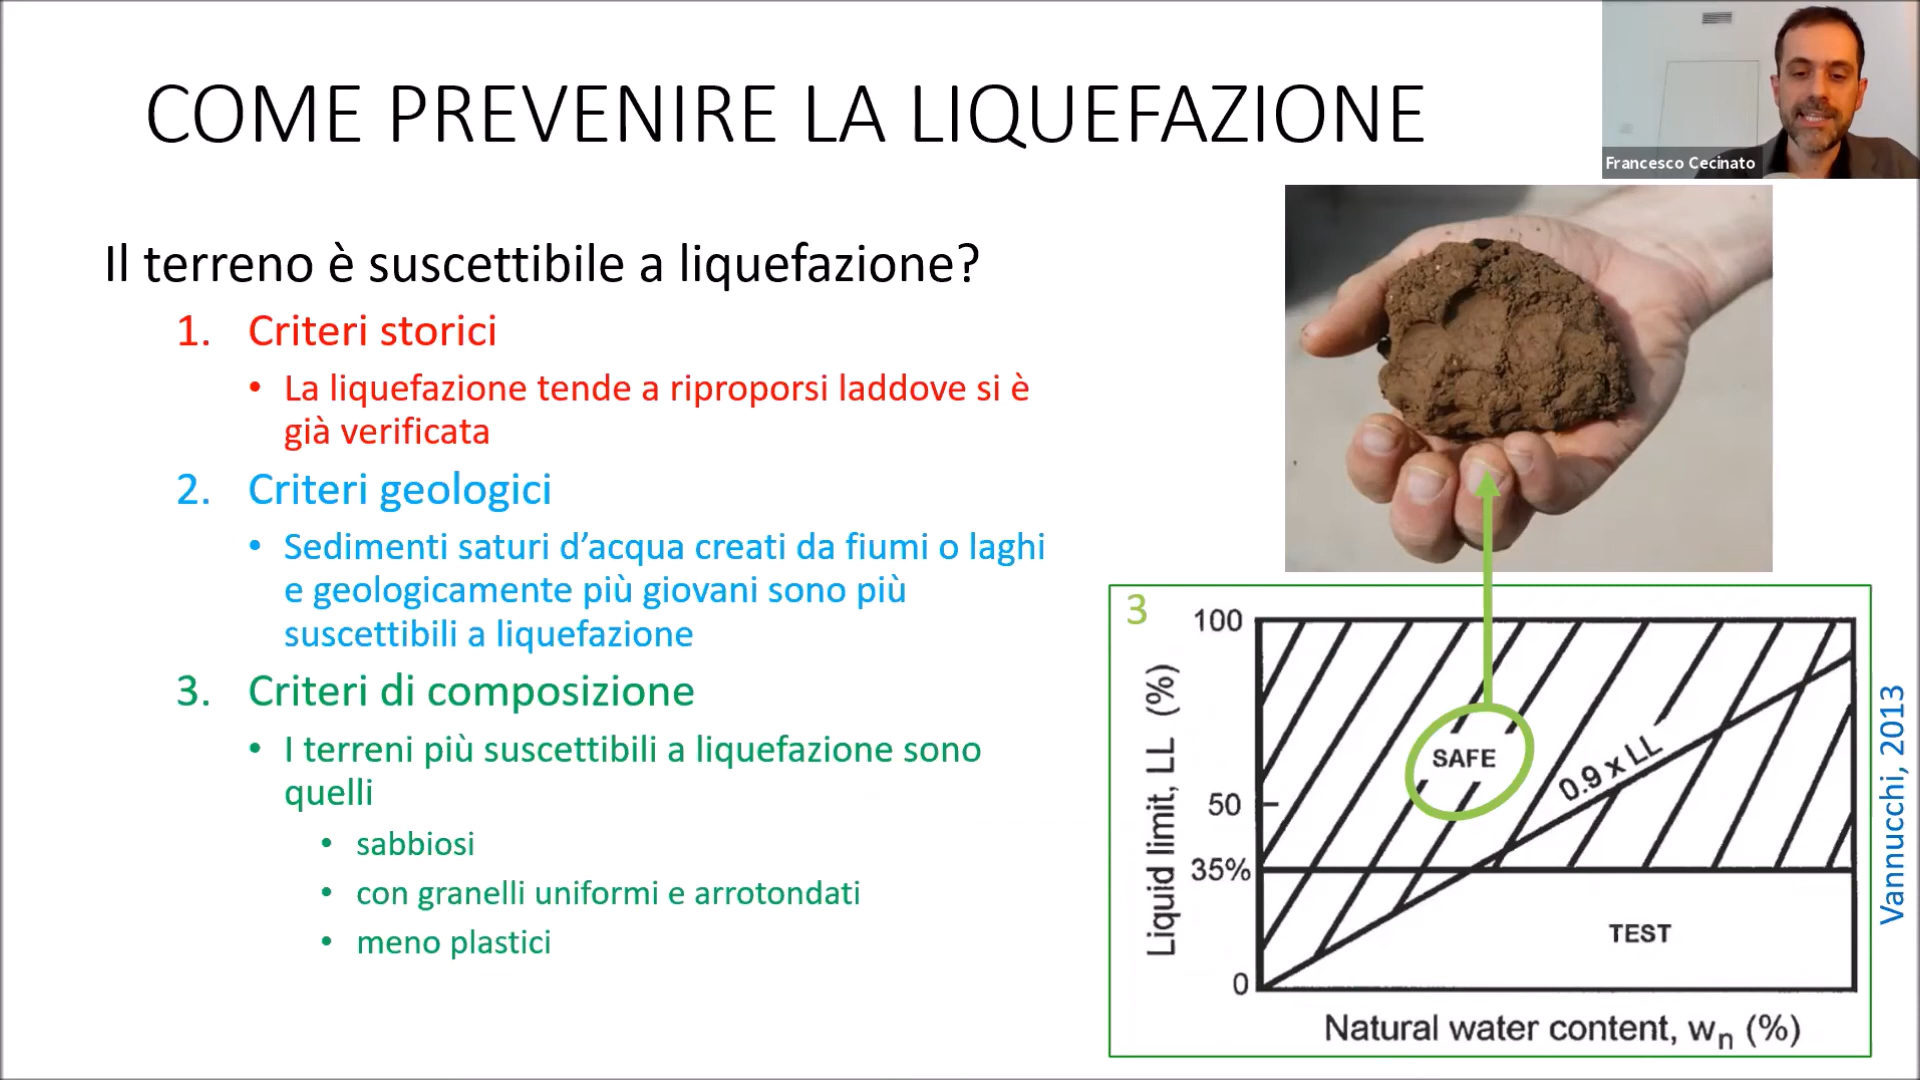 COME PREVENIRE LA LIQUEFAZIONE
Francesco Cecinato
Il terreno è suscettibile a liquefazione?
1. Criteri storici
• La liquefazione tende a riproporsi laddove si è
già verificata
2. Criteri geologici
• Sedimenti saturi d’acqua creati da fiumi o laghi
e geologicamente più giovani sono più
suscettibili a liquefazione
3. Criteri di composizione
• I terreni più suscettibili a liquefazione sono
quelli
• sabbiosi
• con granelli uniformi e arrotondati
• meno plastici
3
100
50
35%
0
Liquid limit, LL (%)
SAFE
0.9 x LL
TEST
Natural water content, wn (%)
Vannucchi, 2013